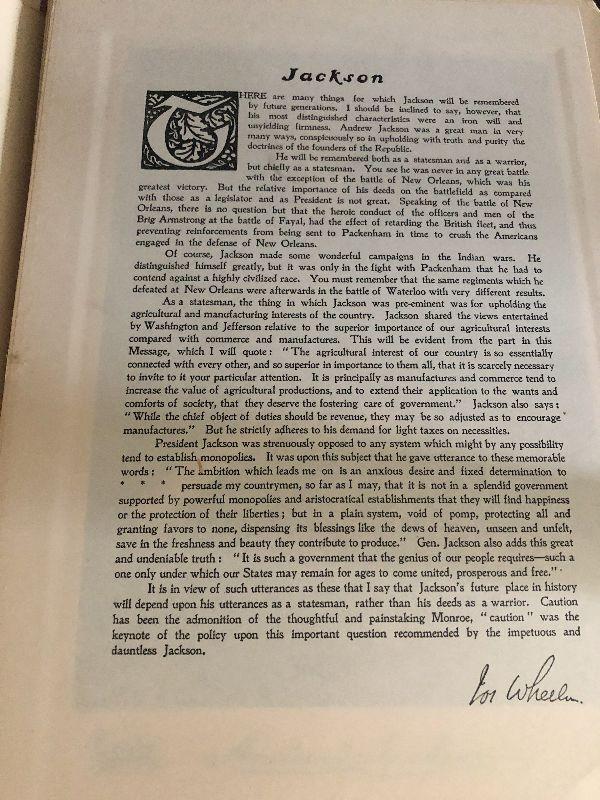 Jackson
THERE are many things for which Jackson will be remembered
by future generations. I should be inclined to say, however, that
his most distinguished characteristics were an iron will and
unyielding firmness. Andrew Jackson was a great man in very
many ways, conspicuously so in upholding with truth and purity the
doctrines of the founders of the Republic.
He will be remembered both as a statesman and as a warrior,
but chiefly as a statesman. You see he was never in any great battle
with the exception of the battle of New Orleans, which was his
greatest victory. But the relative importance of his deeds on the battlefield as compared
with those as a legislator and as President is not great. Speaking of the battle of New
Orleans, there is no question but that the heroic conduct of the officers and men of the
Brig Armstrong at the battle of Fayal, had the effect of retarding the British fleet, and thus
preventing reinforcements from being sent to Packenham in time to crush the Americans
engaged in the defense of New Orleans.
Of course, Jackson made some wonderful campaigns in the Indian wars. He
distinguished himself greatly, but it was only in the fight with Packenham that he had to
contend against a highly civilized race. You must remember that the same regiments which he
defeated at New Orleans were afterwards in the battle of Waterloo with very different results.
As a statesman, the thing in which Jackson was pre-eminent was for upholding the
agricultural and manufacturing interests of the country. Jackson shared the views entertained
by Washington and Jefferson relative to the superior importance of our agricultural interests
compared with commerce and manufactures. This will be evident from the part in this
Message, which I will quote: "The agricultural interest of our country is so essentially
connected with every other, and so superior in importance to them all, that it is scarcely necessary
to invite to it your particular attention. It is principally as manufactures and commerce tend to
increase the value of agricultural productions, and to extend their application to the wants and
comforts of society, that they deserve the fostering care of government." Jackson also says:
"While the chief object of duties should be revenue, they may be so adjusted as to encourage
manufactures." But he strictly adheres to his demand for light taxes on necessities.
President Jackson was strenuously opposed to any system which might by any possibility
tend to establish monopolies. It was upon this subject that he gave utterance to these memorable
words: "The ambition which leads me on is an anxious desire and fixed determination to
* * * persuade my countrymen, so far as I may, that it is not in a splendid government
supported by powerful monopolies and aristocratical establishments that they will find happiness
or the protection of their liberties; but in a plain system, void of pomp, protecting all and
granting favors to none, dispensing its blessings like the dews of heaven, unseen and unfelt,
save in the freshness and beauty they contribute to produce." Gen. Jackson also adds this great
and undeniable truth: "It is such a government that the genius of our people requires—such a
one only under which our States may remain for ages to come united, prosperous and free."
It is in view of such utterances as these that I say that Jackson's future place in history
will depend upon his utterances as a statesman, rather than his deeds as a warrior. Caution
has been the admonition of the thoughtful and painstaking Monroe, "caution" was the
keynote of the policy upon this important question recommended by the impetuous and
dauntless Jackson.
Jos Wheeler.